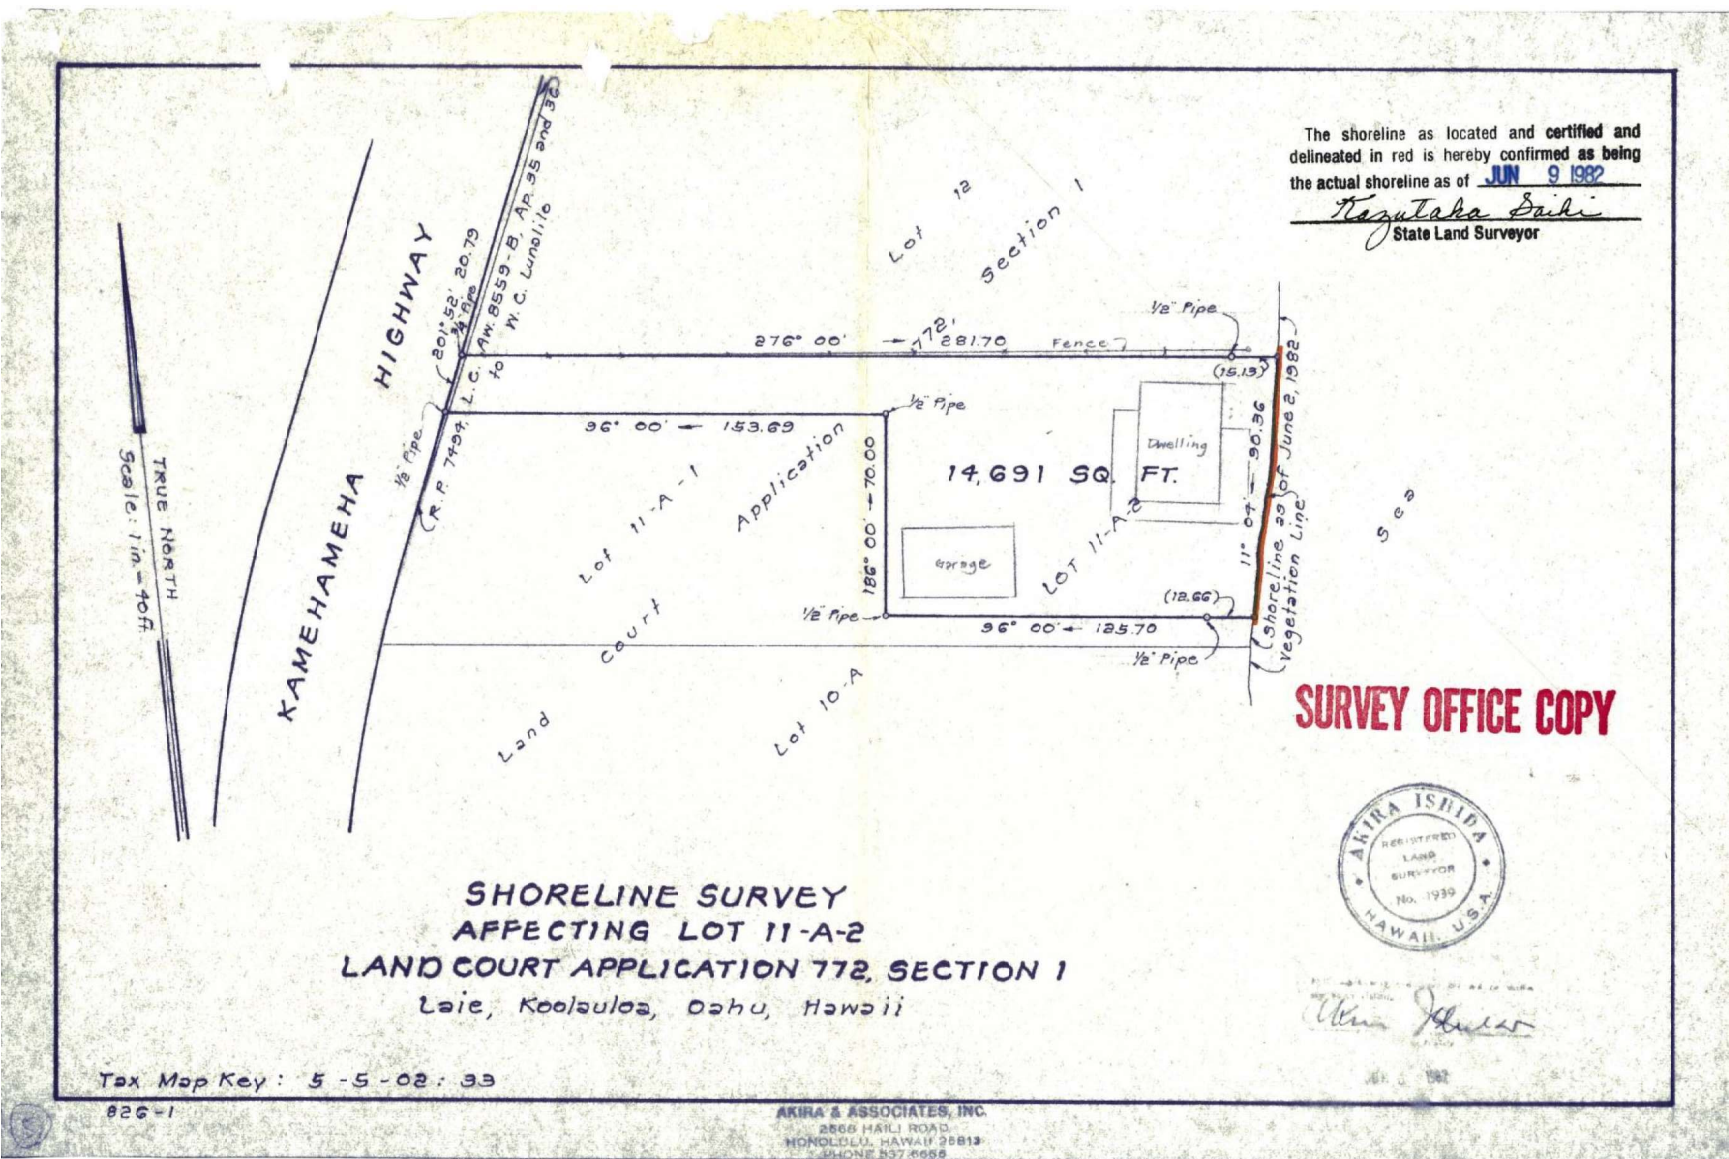 The shoreline as located and certified and
delineated in red is hereby confirmed as being
the actual shoreline as of JUN 9 1982
Kazutaka Saiki
State Land Surveyor
TRUE NORTH
Scale: 1 in. = 40 ft.
KAMEHAMEHA HIGHWAY
201° 52' 20.79
3/4" Pipe
(R.P. 7494, L.C. AW. 8559-B, Ap. 35 and 36
to W.C. Lunalilo
Lot 12
Section 1
1/2" Pipe
276° 00' 281.70
772,
Fence
(15.13)
1/2" Pipe
96° 00' 153.69
1/2" Pipe
Lot 11-A-1
Application
186° 00' 70.00
14,691 SQ. FT.
Dwelling
LOT 11-A-2
Garage
11° 04' 90.36
(Shoreline as of June 2, 1982
Vegetation Line)
Sea
1/2" Pipe
96° 00' 125.70
(12.66)
1/2" Pipe
Land Court
Lot 10-A
SURVEY OFFICE COPY
AKIRA ISHIDA
REGISTERED
LAND
SURVEYOR
No. 1939
HAWAII, U.S.A.
SHORELINE SURVEY
AFFECTING LOT 11-A-2
LAND COURT APPLICATION 772, SECTION 1
Laie, Koolauloa, Oahu, Hawaii
Tax Map Key: 5-5-02:33
826-1
AKIRA & ASSOCIATES, INC.
HAILI ROAD
HONOLULU, HAWAII
PHONE 537